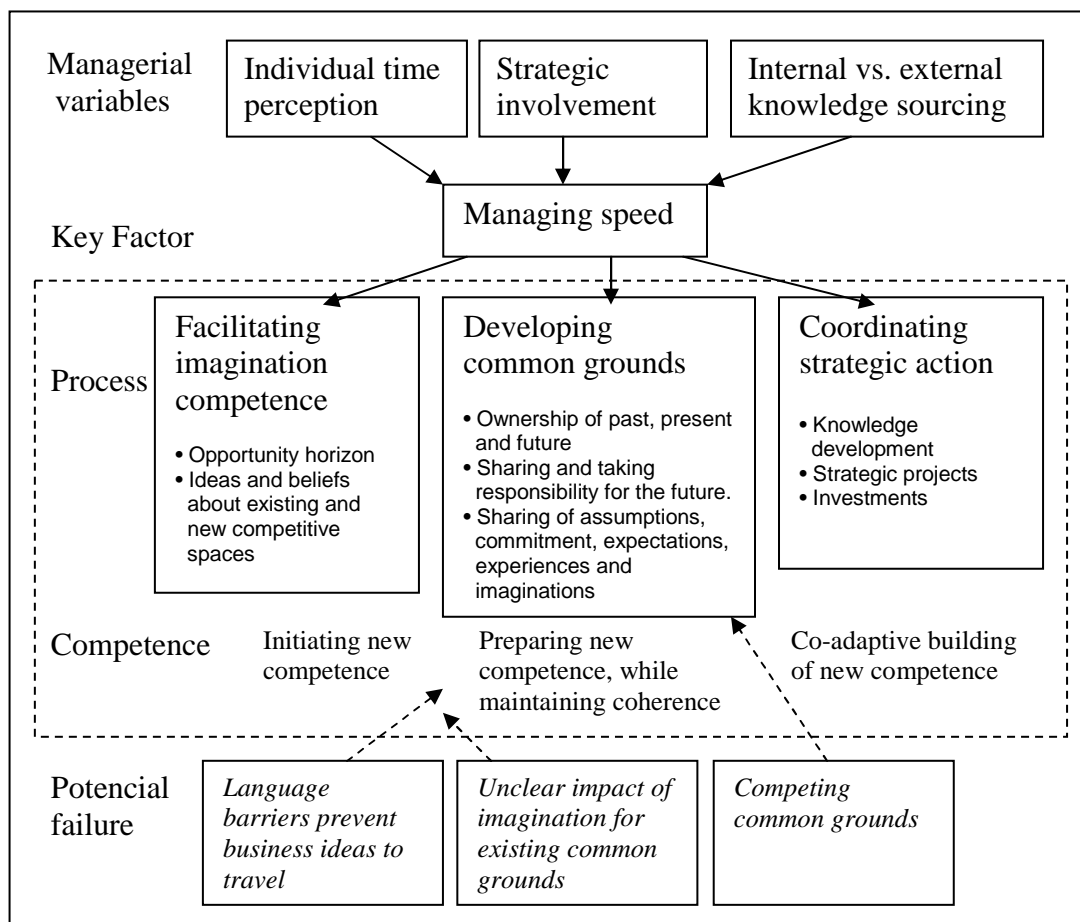 Managerial
variables
Individual time
perception
Strategic
involvement
Internal vs. external
knowledge sourcing
Managing speed
Key Factor
Process
Facilitating
imagination
competence
• Opportunity horizon
• Ideas and beliefs
about existing and
new competitive
spaces
Developing
common grounds
• Ownership of past, present
and future
• Sharing and taking
responsibility for the future.
• Sharing of assumptions,
commitment, expectations,
experiences and
imaginations
Coordinating
strategic action
• Knowledge
development
• Strategic projects
• Investments
Competence
Initiating new
competence
Preparing new
competence, while
maintaining coherence
Co-adaptive building
of new competence
Potencial
failure
Language
barriers prevent
business ideas to
travel
Unclear impact of
imagination for
existing common
grounds
Competing
common grounds